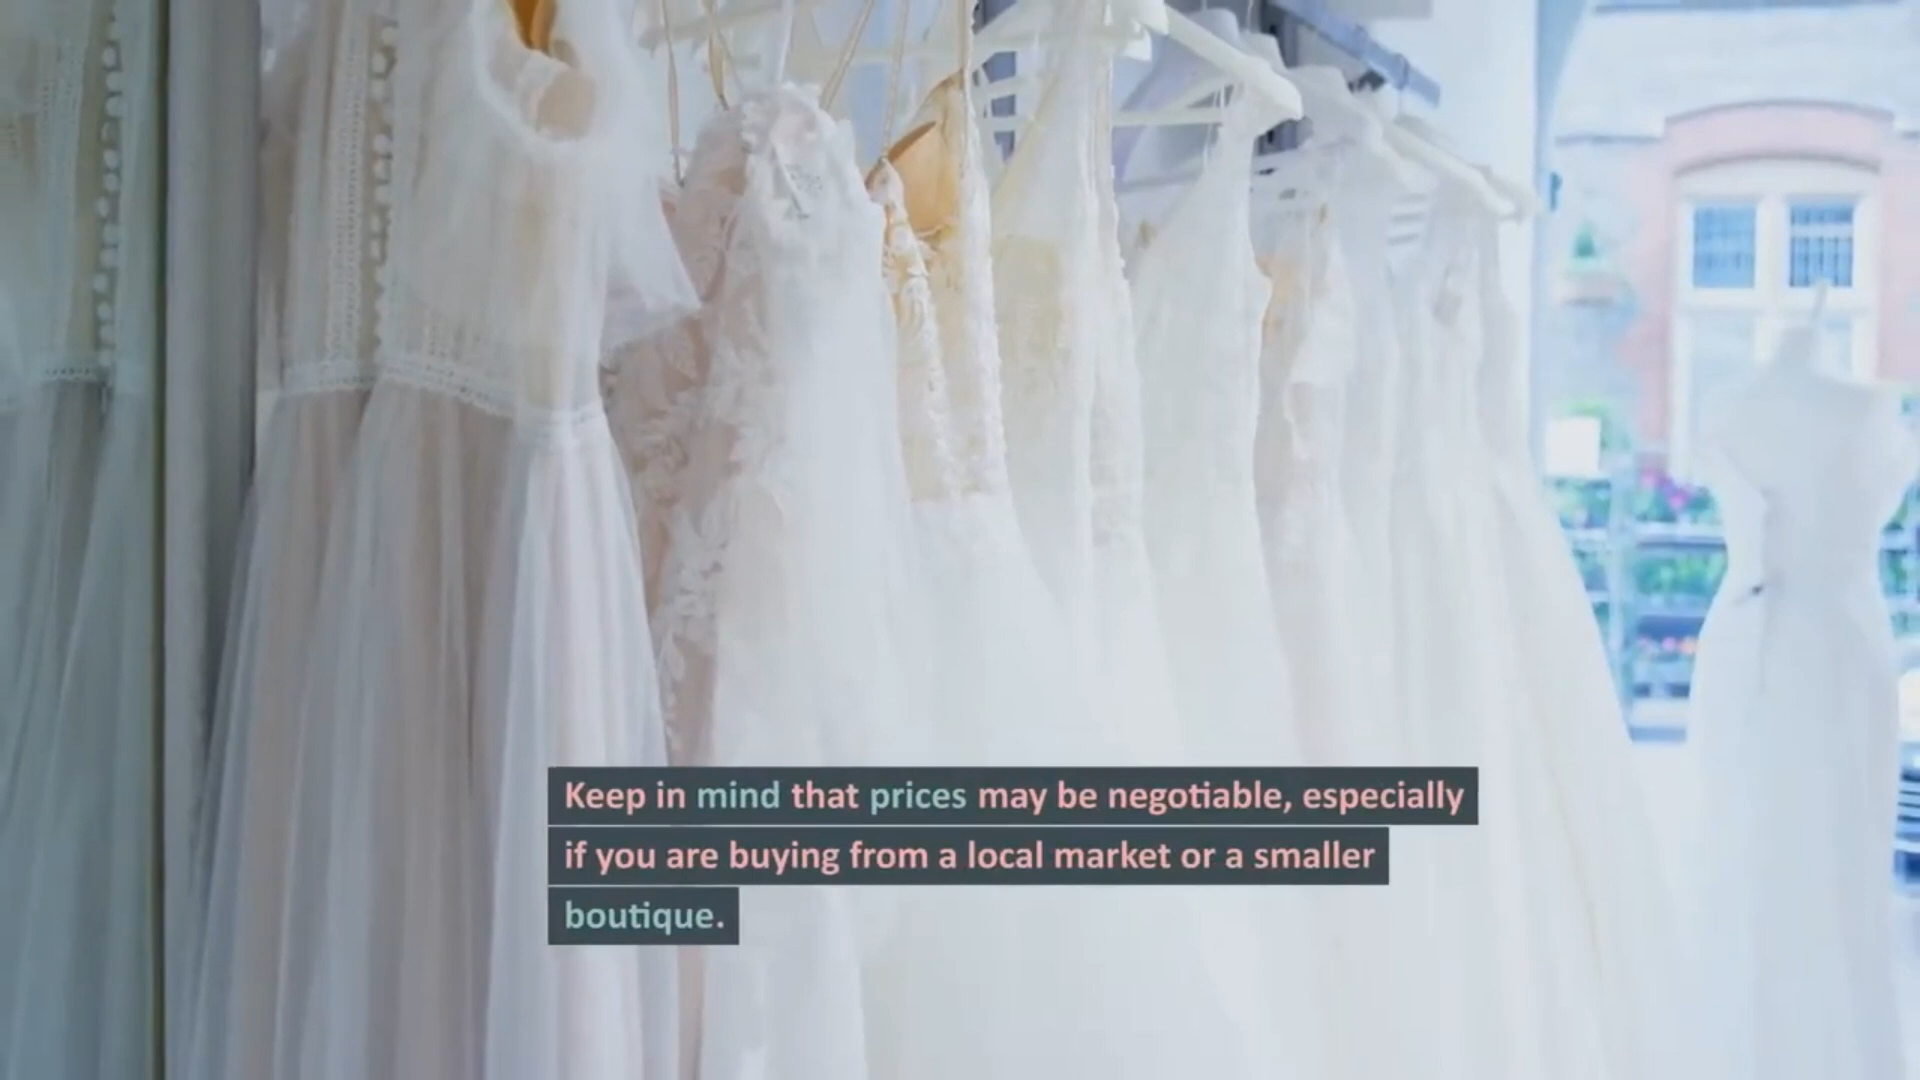 Keep in mind that prices may be negotiable, especially
if you are buying from a local market or a smaller
boutique.